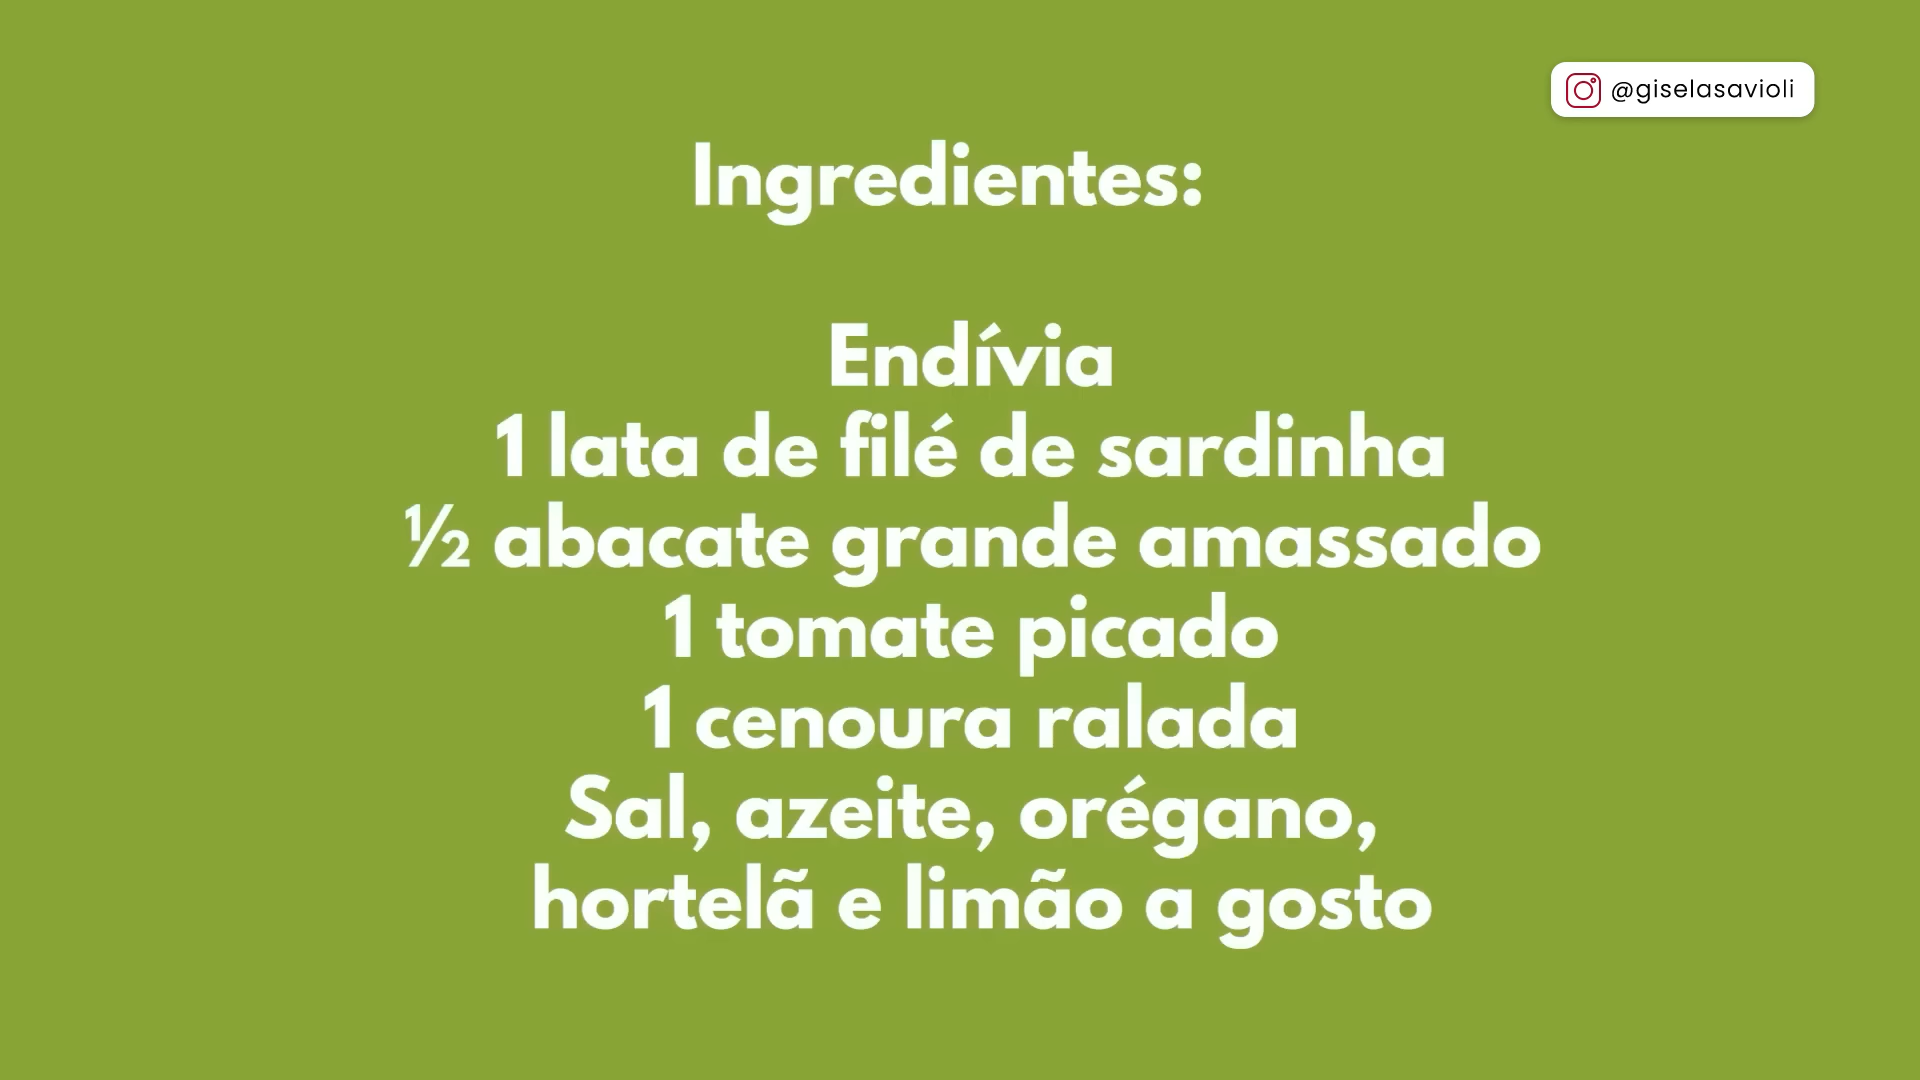 @giselasavioli
Ingredientes:
Endívia
1 lata de filé de sardinha
½ abacate grande amassado
1 tomate picado
1 cenoura ralada
Sal, azeite, orégano,
hortelã e limão a gosto